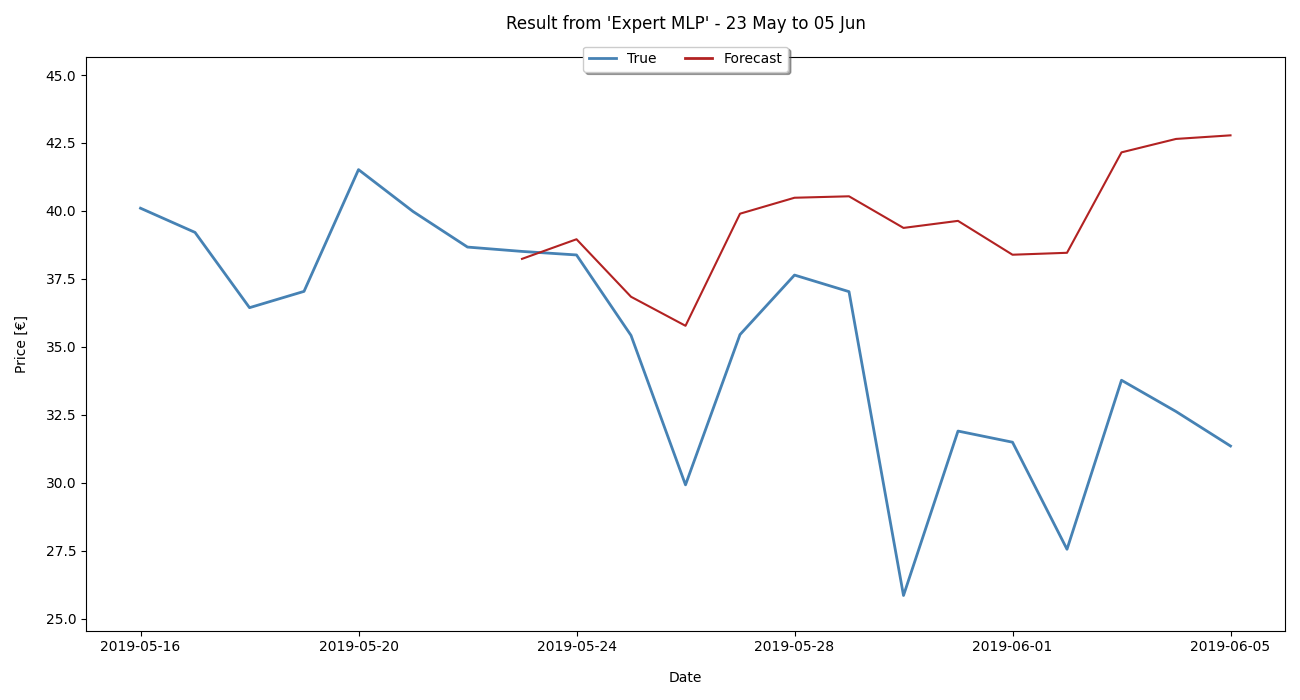 Result from 'Expert MLP' - 23 May to 05 Jun
True Forecast
45.0
42.5
40.0
37.5
35.0
32.5
30.0
27.5
25.0
Price [€]
2019-05-16 2019-05-20 2019-05-24 2019-05-28 2019-06-01 2019-06-05
Date